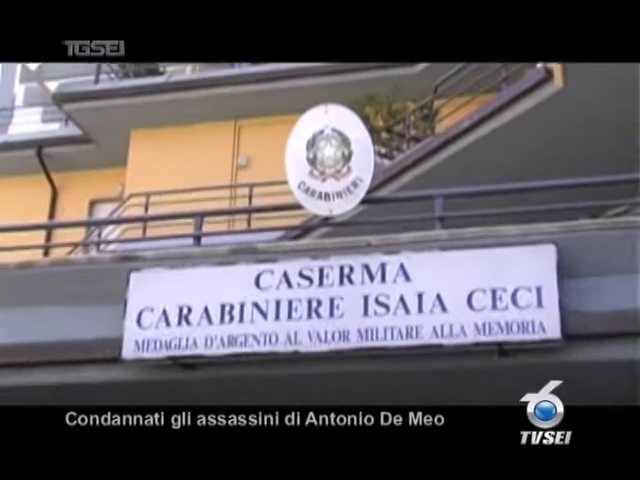 TGSEI
CARABINIERI
CASERMA
CARABINIERE ISAIA CECI
MEDAGLIA D'ARGENTO AL VALOR MILITARE ALLA MEMORIA
Condannati gli assassini di Antonio De Meo
6
TVSEI